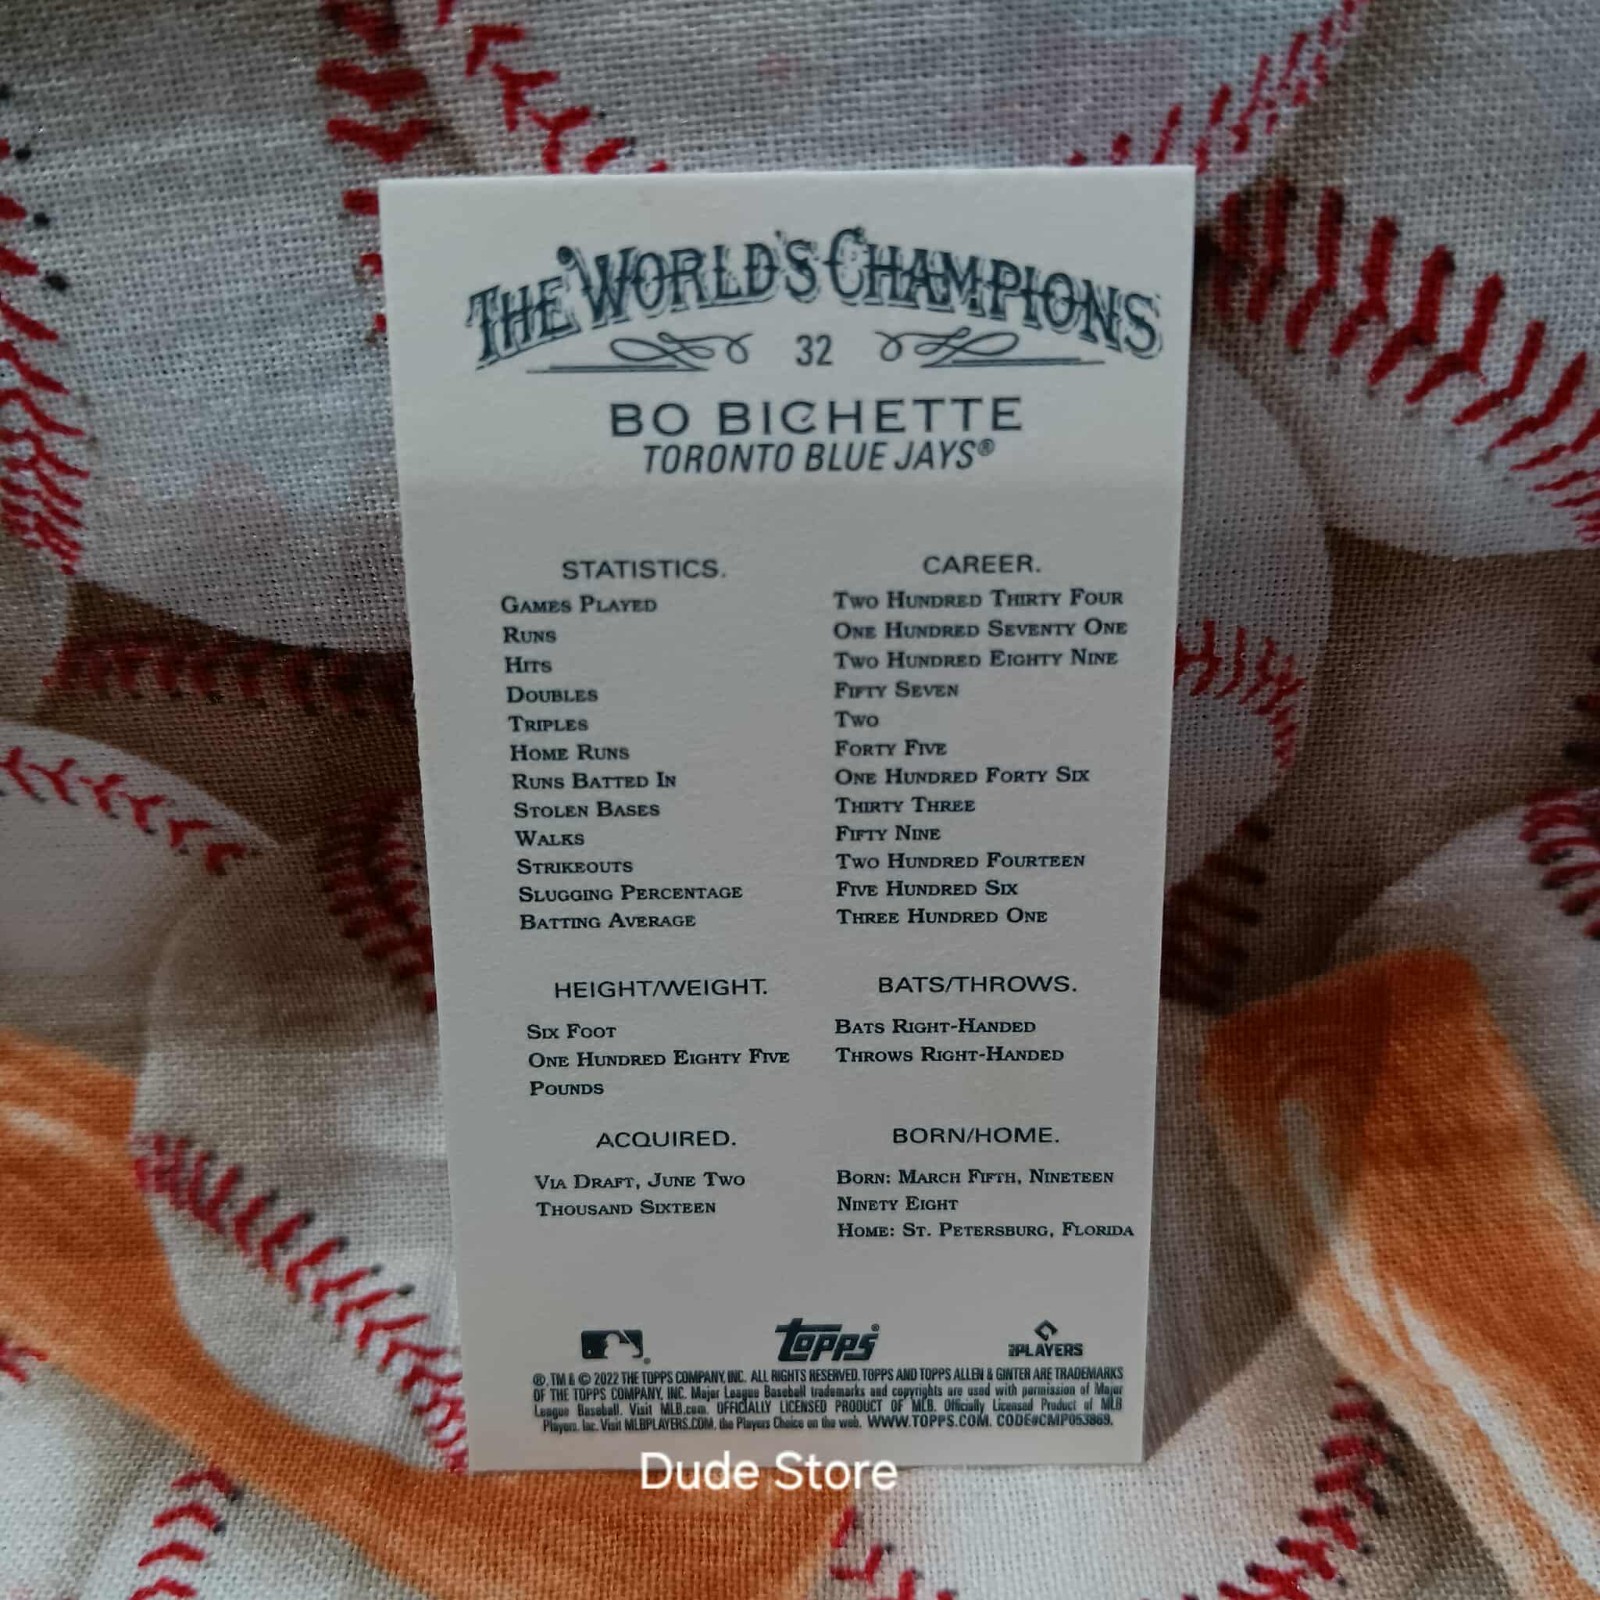 THE WORLD'S CHAMPIONS
32
BO BICHETTE
TORONTO BLUE JAYS®
STATISTICS. CAREER.
GAMES PLAYED TWO HUNDRED THIRTY FOUR
RUNS ONE HUNDRED SEVENTY ONE
HITS TWO HUNDRED EIGHTY NINE
DOUBLES FIFTY SEVEN
TRIPLES TWO
HOME RUNS FORTY FIVE
RUNS BATTED IN ONE HUNDRED FORTY SIX
STOLEN BASES THIRTY THREE
WALKS FIFTY NINE
STRIKEOUTS TWO HUNDRED FOURTEEN
SLUGGING PERCENTAGE FIVE HUNDRED SIX
BATTING AVERAGE THREE HUNDRED ONE
HEIGHT/WEIGHT.
SIX FOOT
ONE HUNDRED EIGHTY FIVE
POUNDS
BATS/THROWS.
BATS RIGHT-HANDED
THROWS RIGHT-HANDED
ACQUIRED.
VIA DRAFT, JUNE TWO
THOUSAND SIXTEEN
BORN/HOME.
BORN: MARCH FIFTH, NINETEEN
NINETY EIGHT
HOME: ST. PETERSBURG, FLORIDA
topps®
PLAYERS
®, TM & © 2022 THE TOPPS COMPANY, INC. ALL RIGHTS RESERVED. TOPPS AND TOPPS ALLEN & GINTER ARE TRADEMARKS
OF THE TOPPS COMPANY, INC. Major League Baseball trademarks and copyrights are used with permission of Major
League Baseball. Visit MLB.com. OFFICIALLY LICENSED PRODUCT OF MLB. Officially Licensed Product of MLB
Players, Inc. Visit MLBPLAYERS.COM, the Players Choice on the web. WWW.TOPPS.COM. CODE#CMP053869.
Dude Store